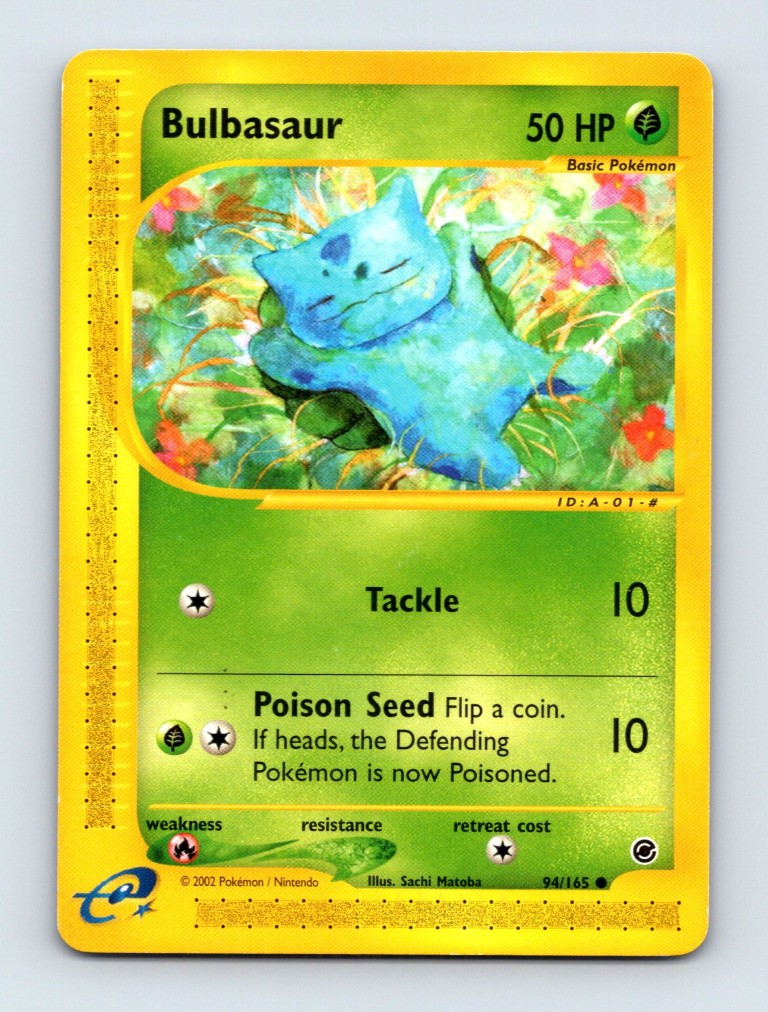 Bulbasaur
50 HP
Basic Pokémon
ID:A-01-#
Tackle 10
Poison Seed Flip a coin.
If heads, the Defending 10
Pokémon is now Poisoned.
weakness resistance retreat cost
© 2002 Pokémon / Nintendo Illus. Sachi Matoba 94/165 ●
e